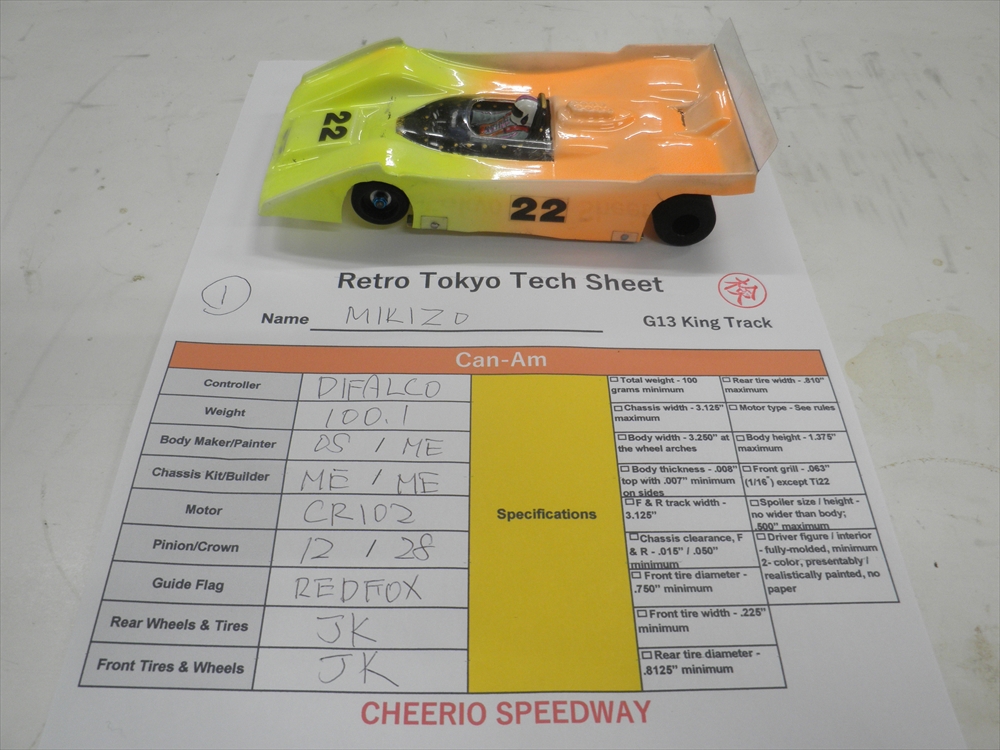 22
22
Retro Tokyo Tech Sheet
1
Name MIKIZO
G13 King Track
Can-Am
Controller DIFALCO
Weight 100.1
Body Maker/Painter OS / ME
Chassis Kit/Builder ME / ME
Motor CR102
Pinion/Crown 12 / 28
Guide Flag REDFOX
Rear Wheels & Tires JK
Front Tires & Wheels JK
Specifications
Total weight - 100
grams minimum
Rear tire width - .810"
maximum
Chassis width - 3.125"
maximum
Motor type - See rules
Body width - 3.250" at
the wheel arches
Body height - 1.375"
maximum
Body thickness - .008"
top with .007" minimum
on sides
Front grill - .063"
(1/16") except Ti22
F & R track width -
3.125"
Spoiler size / height -
no wider than body;
.500" maximum
Chassis clearance, F
& R - .015" / .050"
minimum
Driver figure / interior
- fully-molded, minimum
2- color, presentably /
realistically painted, no
paper
Front tire diameter -
.750" minimum
Front tire width - .225"
minimum
Rear tire diameter -
.8125" minimum
CHEERIO SPEEDWAY